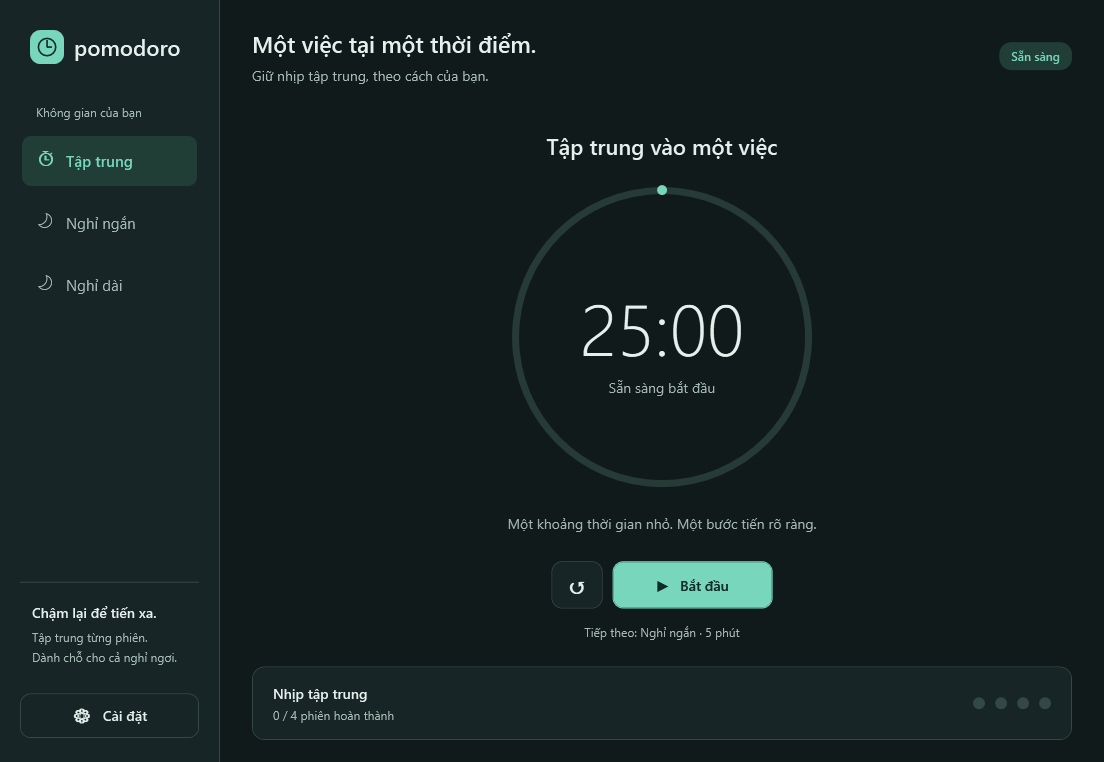 pomodoro
Không gian của bạn
Tập trung
Nghỉ ngắn
Nghỉ dài
Chậm lại để tiến xa.
Tập trung từng phiên.
Dành chỗ cho cả nghỉ ngơi.
Cài đặt
Một việc tại một thời điểm.
Giữ nhịp tập trung, theo cách của bạn.
Sẵn sàng
Tập trung vào một việc
25:00
Sẵn sàng bắt đầu
Một khoảng thời gian nhỏ. Một bước tiến rõ ràng.
Bắt đầu
Tiếp theo: Nghỉ ngắn · 5 phút
Nhịp tập trung
0 / 4 phiên hoàn thành